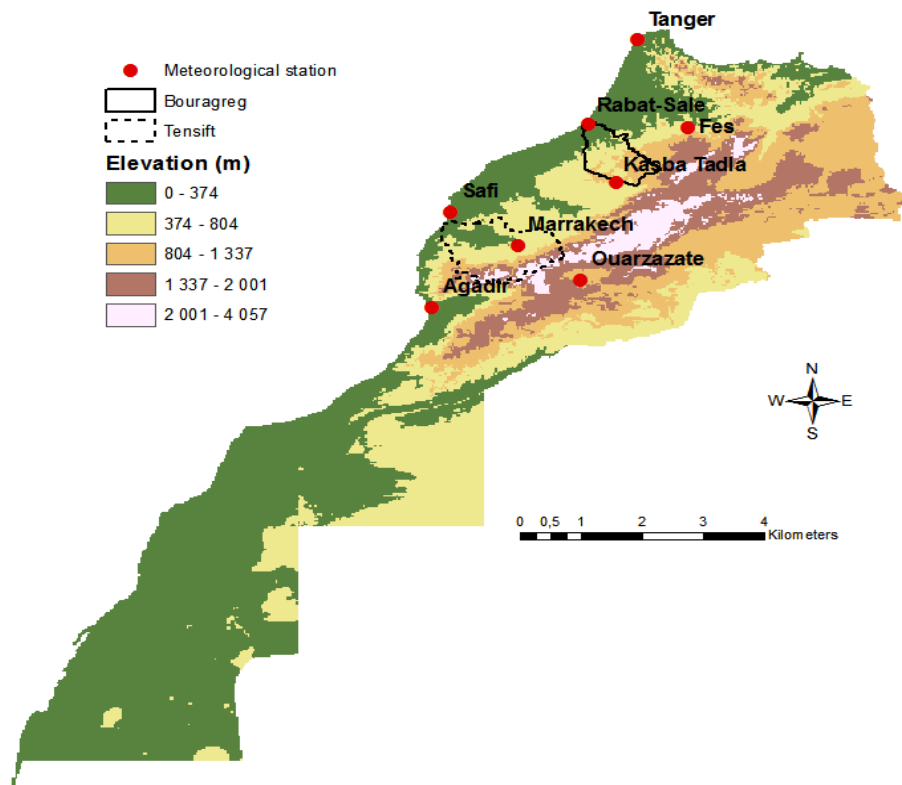 Tanger
Meteorological station
Bouragreg
Tensift
Elevation (m)
0 - 374
374 - 804
804 - 1 337
1 337 - 2 001
2 001 - 4 057
Rabat-Sale
Fes
Kasba Tadla
Safi
Marrakech
Ouarzazate
Agadir
N
W E
S
0 0,5 1 2 3 4
Kilometers